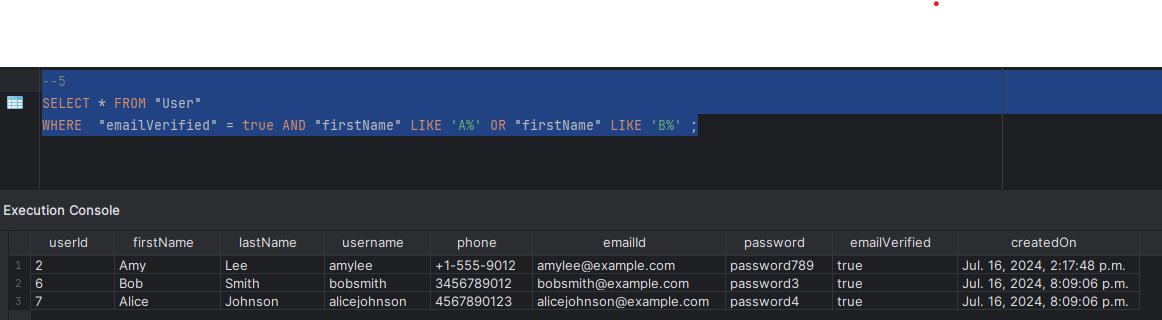 --5
SELECT * FROM "User"
WHERE  "emailVerified" = true AND "firstName" LIKE 'A%' OR "firstName" LIKE 'B%' ;
Execution Console
userId firstName lastName username phone emailId password emailVerified createdOn
1 2 Amy Lee amylee +1-555-9012 amylee@example.com password789 true Jul. 16, 2024, 2:17:48 p.m.
2 6 Bob Smith bobsmith 3456789012 bobsmith@example.com password3 true Jul. 16, 2024, 8:09:06 p.m.
3 7 Alice Johnson alicejohnson 4567890123 alicejohnson@example.com password4 true Jul. 16, 2024, 8:09:06 p.m.